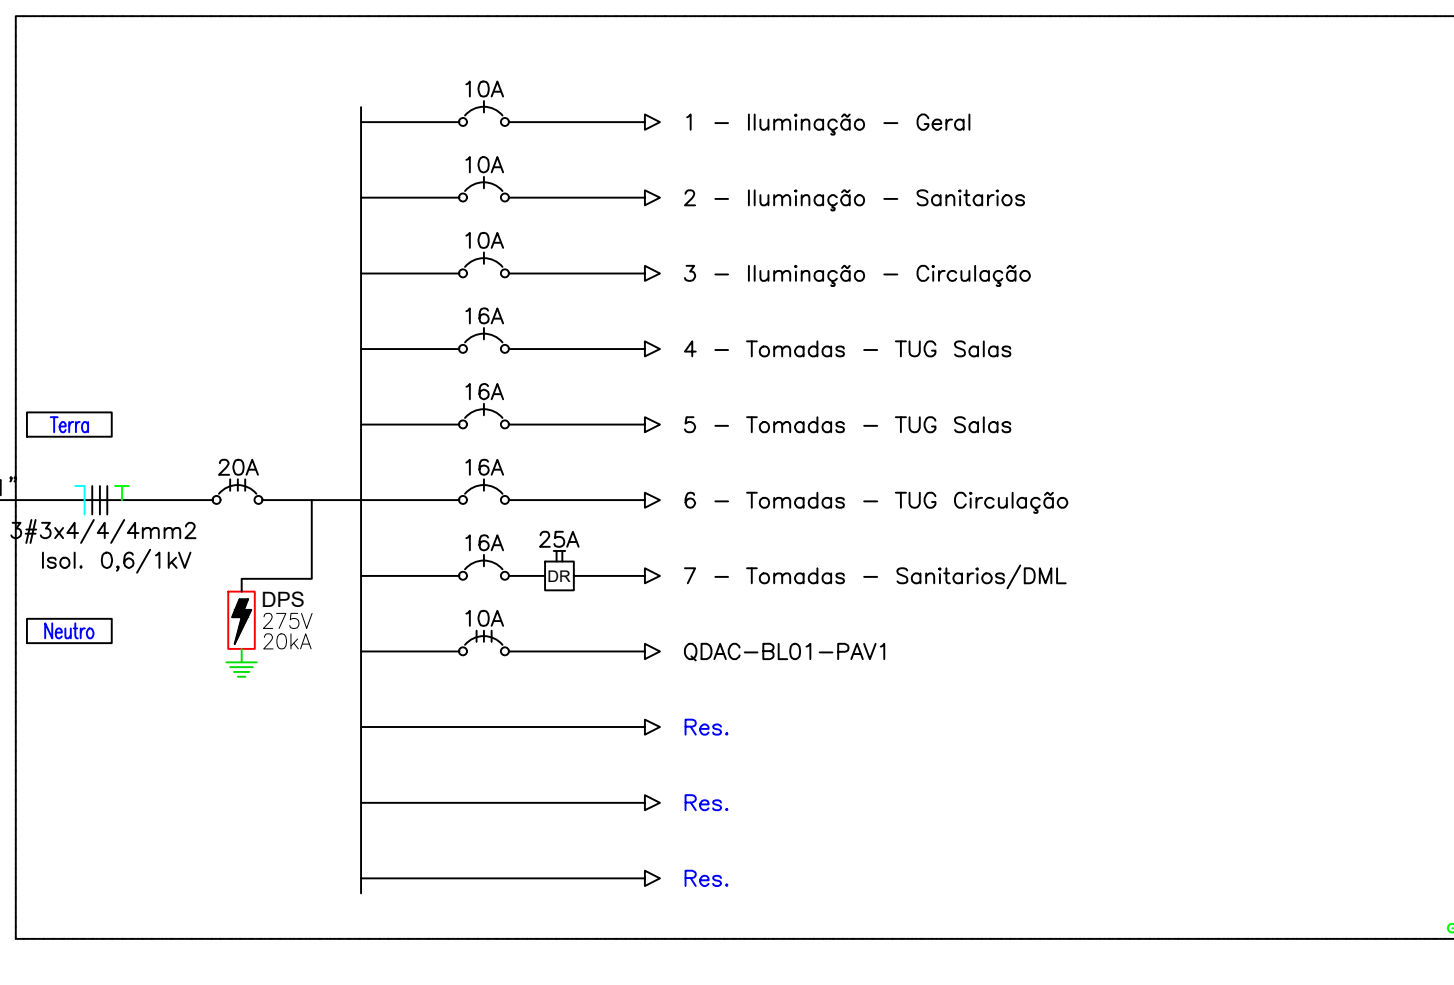 10A
1 - Iluminação - Geral
10A
2 - Iluminação - Sanitarios
10A
3 - Iluminação - Circulação
16A
4 - Tomadas - TUG Salas
16A
5 - Tomadas - TUG Salas
Terra
20A
16A
6 - Tomadas - TUG Circulação
3#3x4/4/4mm2
Isol. 0,6/1kV
16A
25A
DR
7 - Tomadas - Sanitarios/DML
DPS
275V
20kA
Neutro
10A
QDAC-BL01-PAV1
Res.
Res.
Res.